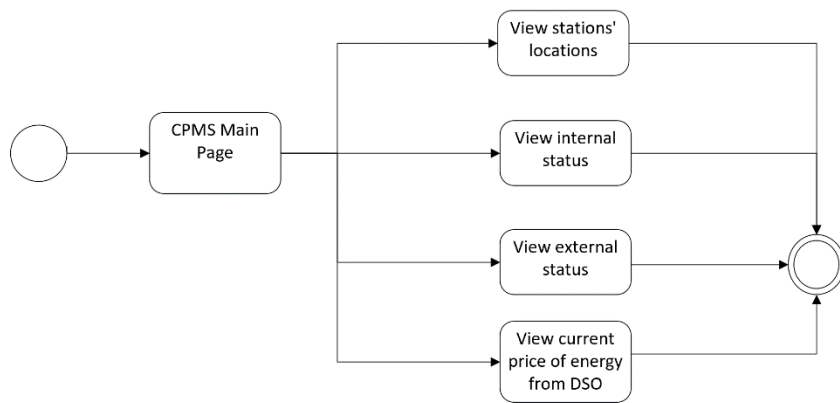 View stations'
locations
CPMS Main
Page
View internal
status
View external
status
View current
price of energy
from DSO